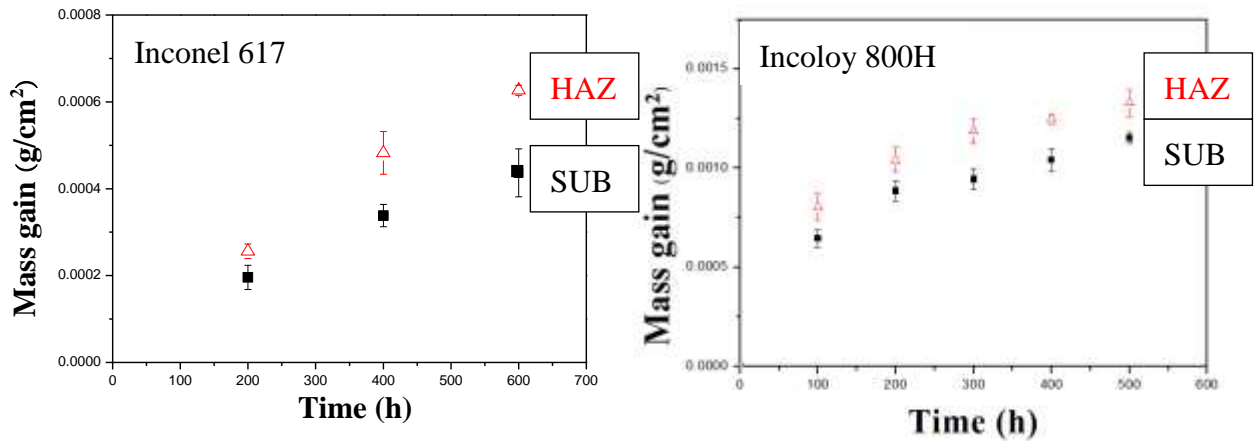 Inconel 617
HAZ
SUB
Mass gain (g/cm²)
0.0008
0.0006
0.0004
0.0002
0.0000
0 100 200 300 400 500 600 700
Time (h)
Incoloy 800H
HAZ
SUB
Mass gain (g/cm²)
0.0015
0.0010
0.0005
0.0000
0 100 200 300 400 500 600
Time (h)